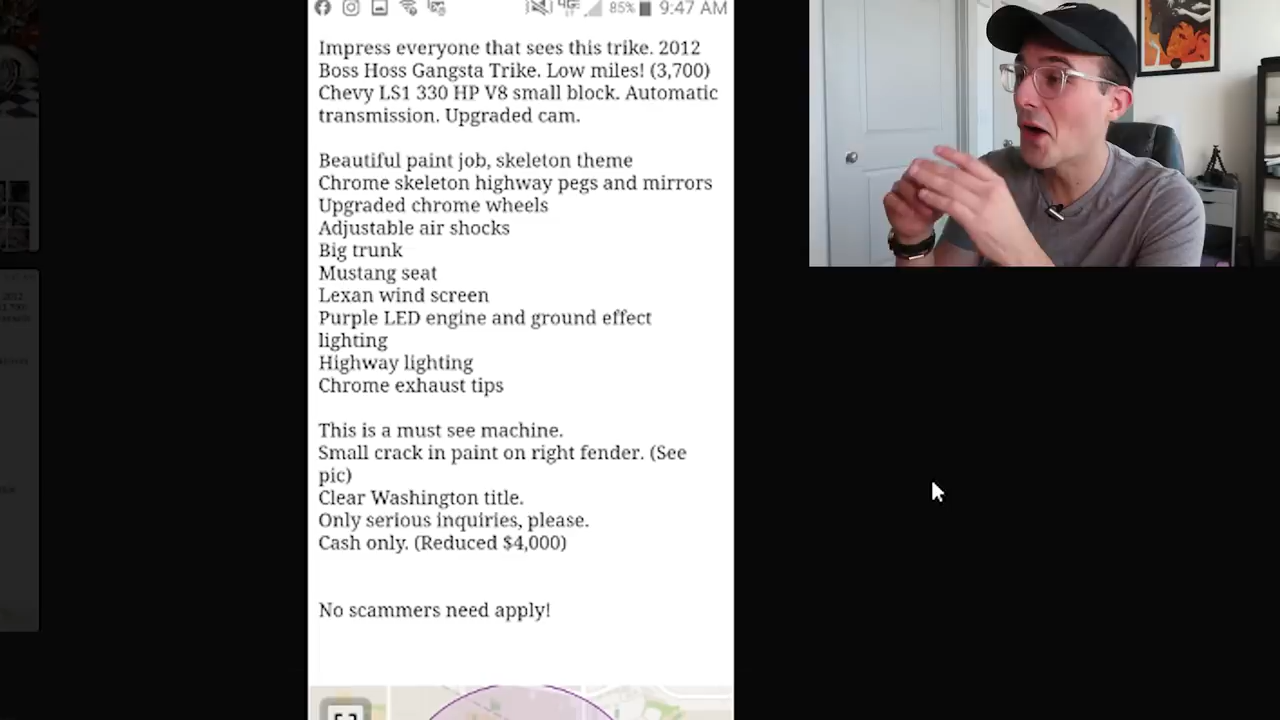 85% 9:47 AM
Impress everyone that sees this trike. 2012
Boss Hoss Gangsta Trike. Low miles! (3,700)
Chevy LS1 330 HP V8 small block. Automatic
transmission. Upgraded cam.
Beautiful paint job, skeleton theme
Chrome skeleton highway pegs and mirrors
Upgraded chrome wheels
Adjustable air shocks
Big trunk
Mustang seat
Lexan wind screen
Purple LED engine and ground effect
lighting
Highway lighting
Chrome exhaust tips
This is a must see machine.
Small crack in paint on right fender. (See
pic)
Clear Washington title.
Only serious inquiries, please.
Cash only. (Reduced $4,000)
No scammers need apply!